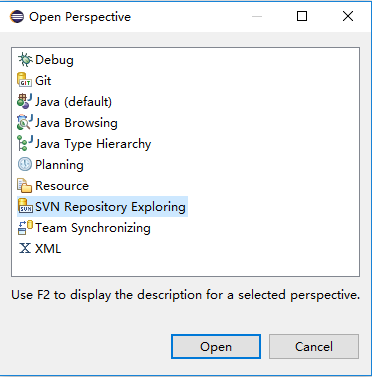 Open Perspective
Debug
Git
Java (default)
Java Browsing
Java Type Hierarchy
Planning
Resource
SVN Repository Exploring
Team Synchronizing
XML
Use F2 to display the description for a selected perspective.
Open
Cancel